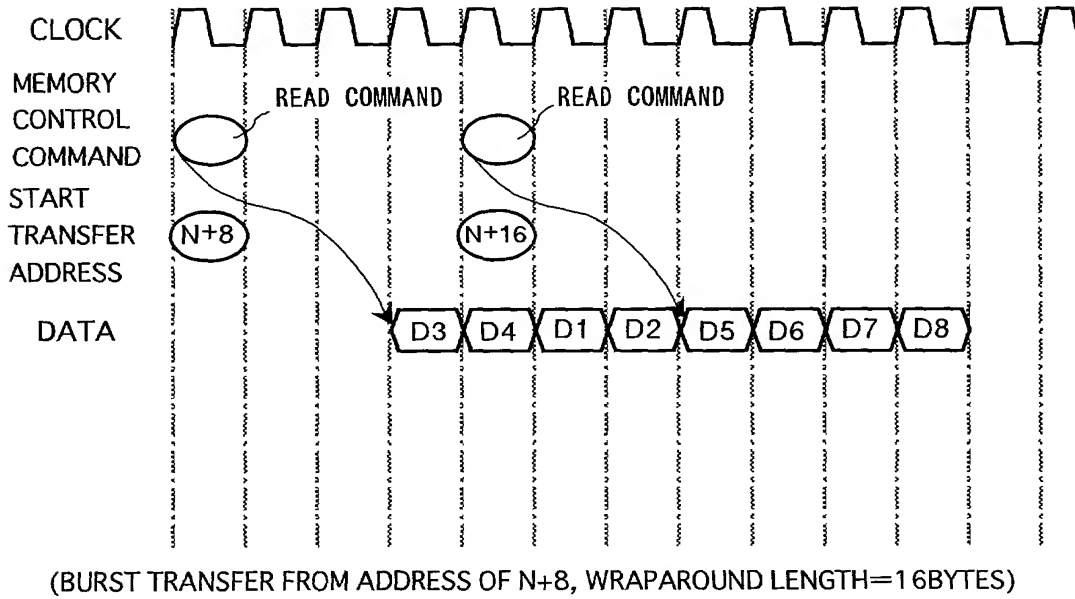 CLOCK
MEMORY
CONTROL
COMMAND
READ COMMAND
READ COMMAND
START
TRANSFER
ADDRESS
N+8
N+16
DATA
D3 D4 D1 D2 D5 D6 D7 D8
(BURST TRANSFER FROM ADDRESS OF N+8, WRAPAROUND LENGTH=16BYTES)